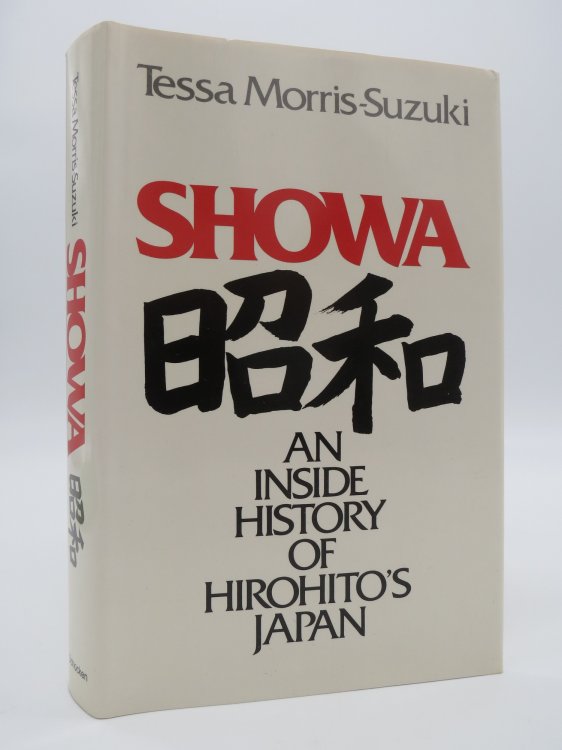 Tessa Morris-Suzuki
SHOWA
昭和
AN
INSIDE
HISTORY
OF
HIROHITO'S
JAPAN
Tessa Morris-Suzuki
SHOWA
昭和